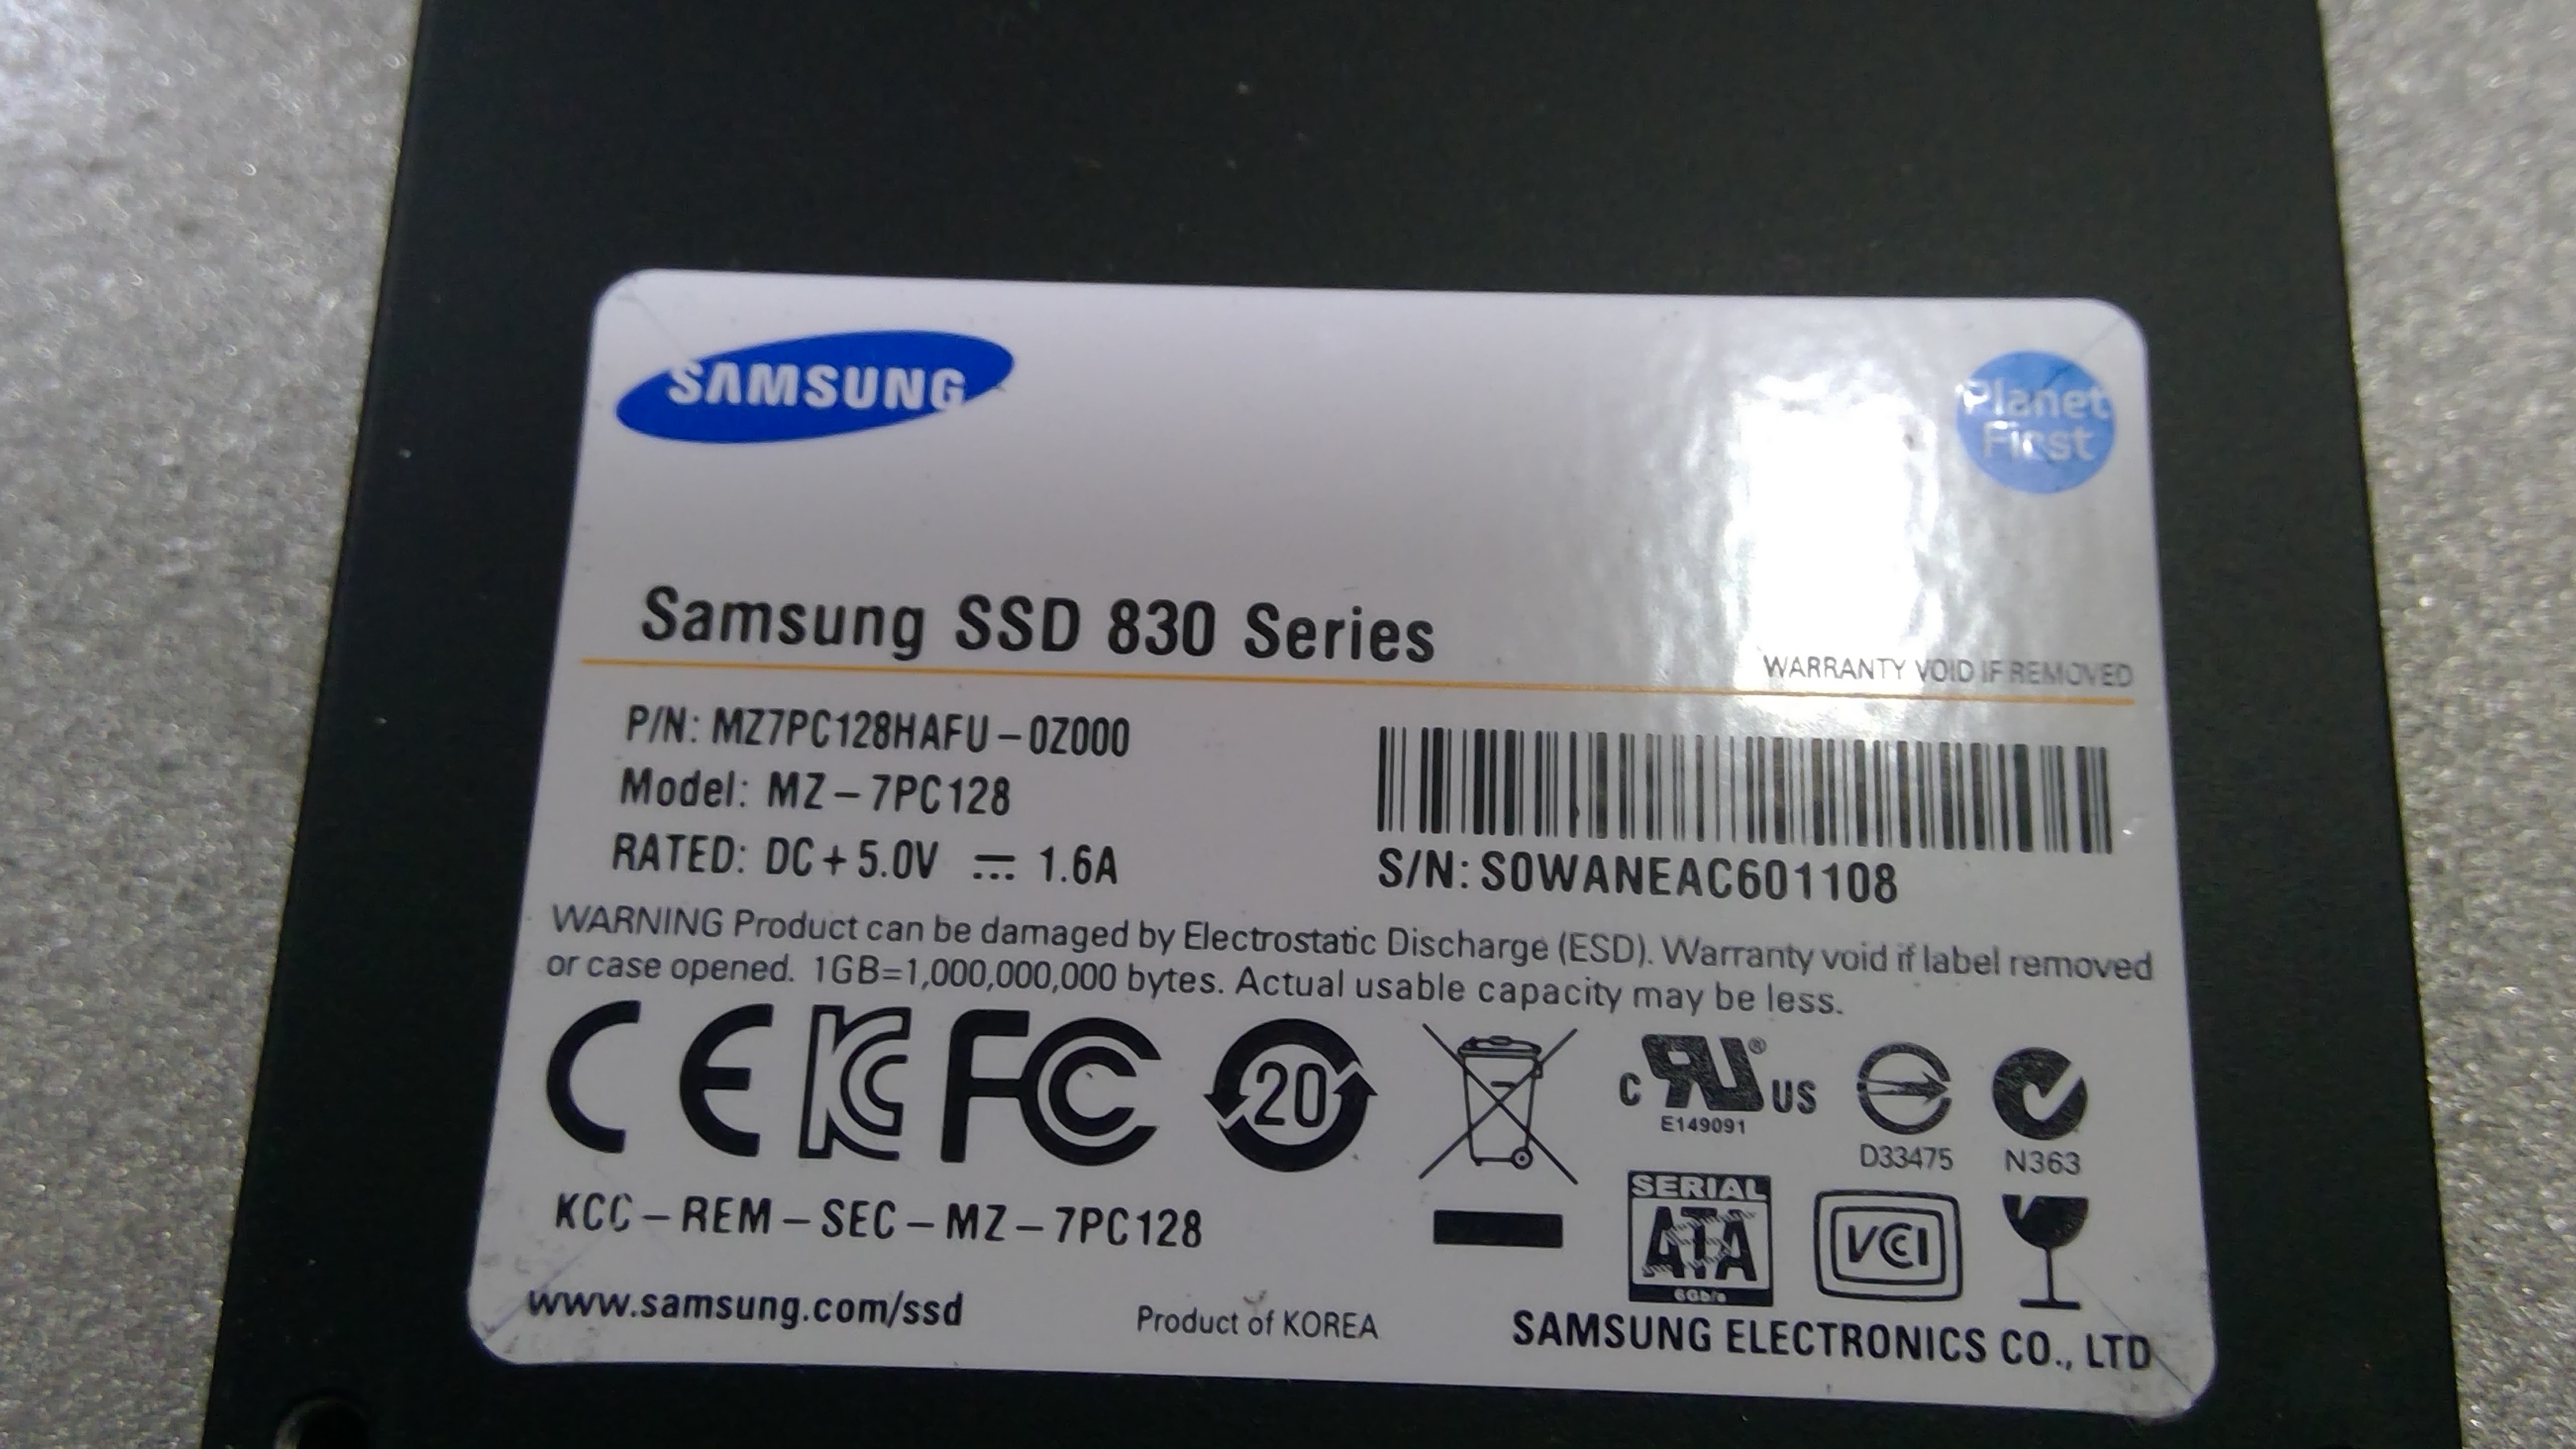 SAMSUNG
Planet
First
Samsung SSD 830 Series
WARRANTY VOID IF REMOVED
P/N: MZ7PC128HAFU-0Z000
Model: MZ-7PC128
RATED: DC+5.0V ⎓ 1.6A
S/N: S0WANEAC601108
WARNING Product can be damaged by Electrostatic Discharge (ESD). Warranty void if label removed
or case opened. 1GB=1,000,000,000 bytes. Actual usable capacity may be less.
CE KC FC 20 c RU® US
E149091
D33475
N363
KCC-REM-SEC-MZ-7PC128
SERIAL
ATA
6Gb/s
VCCI
www.samsung.com/ssd
Product of KOREA
SAMSUNG ELECTRONICS CO., LTD